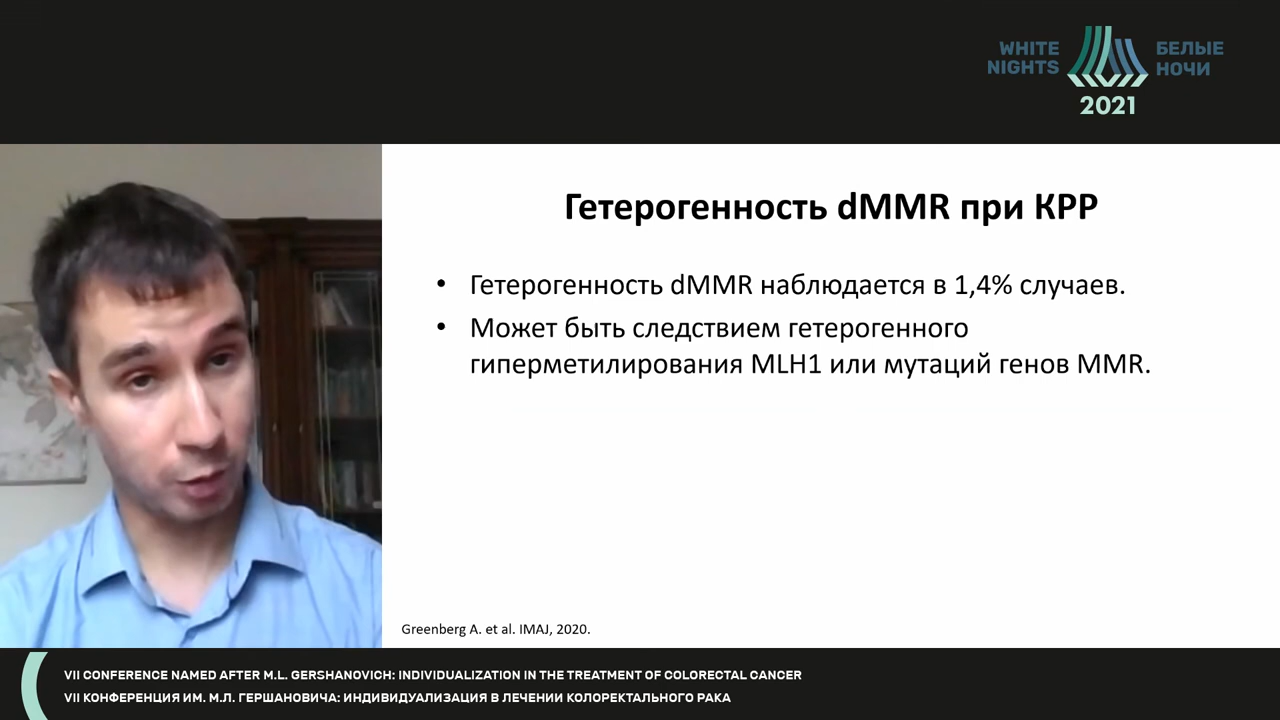 WHITE NIGHTS
БЕЛЫЕ НОЧИ
2021
Гетерогенность dMMR при КРР
• Гетерогенность dMMR наблюдается в 1,4% случаев.
• Может быть следствием гетерогенного
гиперметилирования MLH1 или мутаций генов MMR.
Greenberg A. et al. IMAJ, 2020.
VII CONFERENCE NAMED AFTER M.L. GERSHANOVICH: INDIVIDUALIZATION IN THE TREATMENT OF COLORECTAL CANCER
VII КОНФЕРЕНЦИЯ ИМ. М.Л. ГЕРШАНОВИЧА: ИНДИВИДУАЛИЗАЦИЯ В ЛЕЧЕНИИ КОЛОРЕКТАЛЬНОГО РАКА